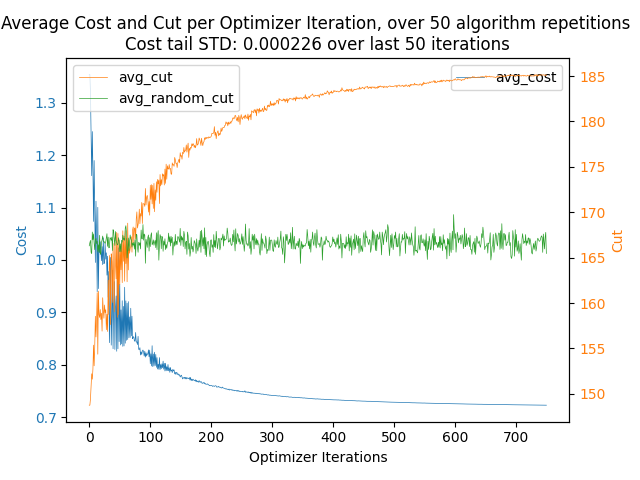 Average Cost and Cut per Optimizer Iteration, over 50 algorithm repetitions
Cost tail STD: 0.000226 over last 50 iterations
avg_cut
avg_random_cut
avg_cost
1.3
1.2
1.1
1.0
0.9
0.8
0.7
Cost
185
180
175
170
165
160
155
150
Cut
0 100 200 300 400 500 600 700
Optimizer Iterations